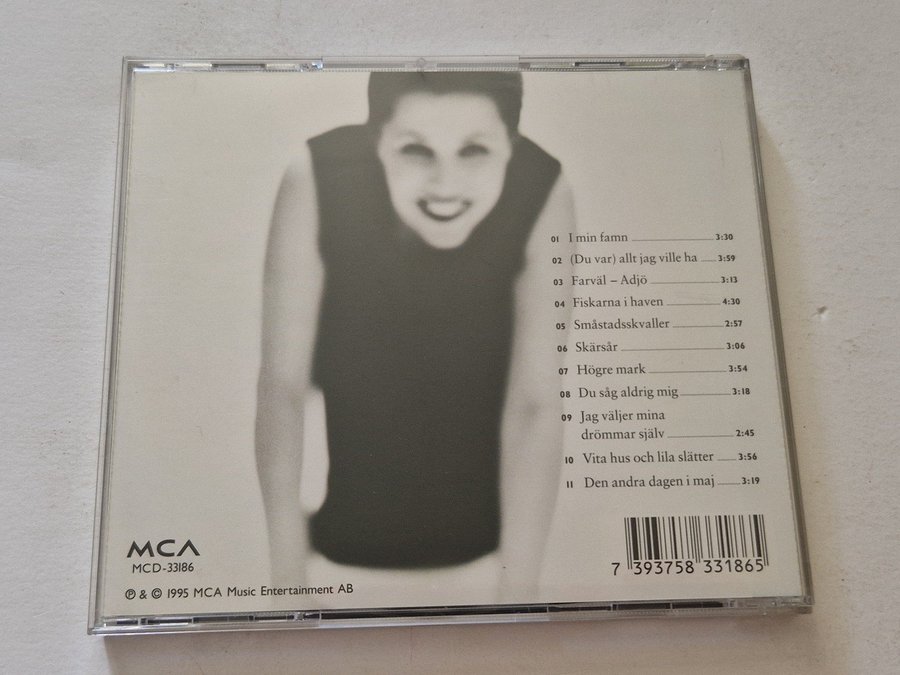 01 I min famn 3:30
02 (Du var) allt jag ville ha 3:59
03 Farväl – Adjö 3:13
04 Fiskarna i haven 4:30
05 Småstadsskvaller 2:57
06 Skärsår 3:06
07 Högre mark 3:54
08 Du såg aldrig mig 3:18
09 Jag väljer mina
drömmar själv 2:45
10 Vita hus och lila slätter 3:56
11 Den andra dagen i maj 3:19
MCA
MCD-33186
℗ & © 1995 MCA Music Entertainment AB
7 393758 331865